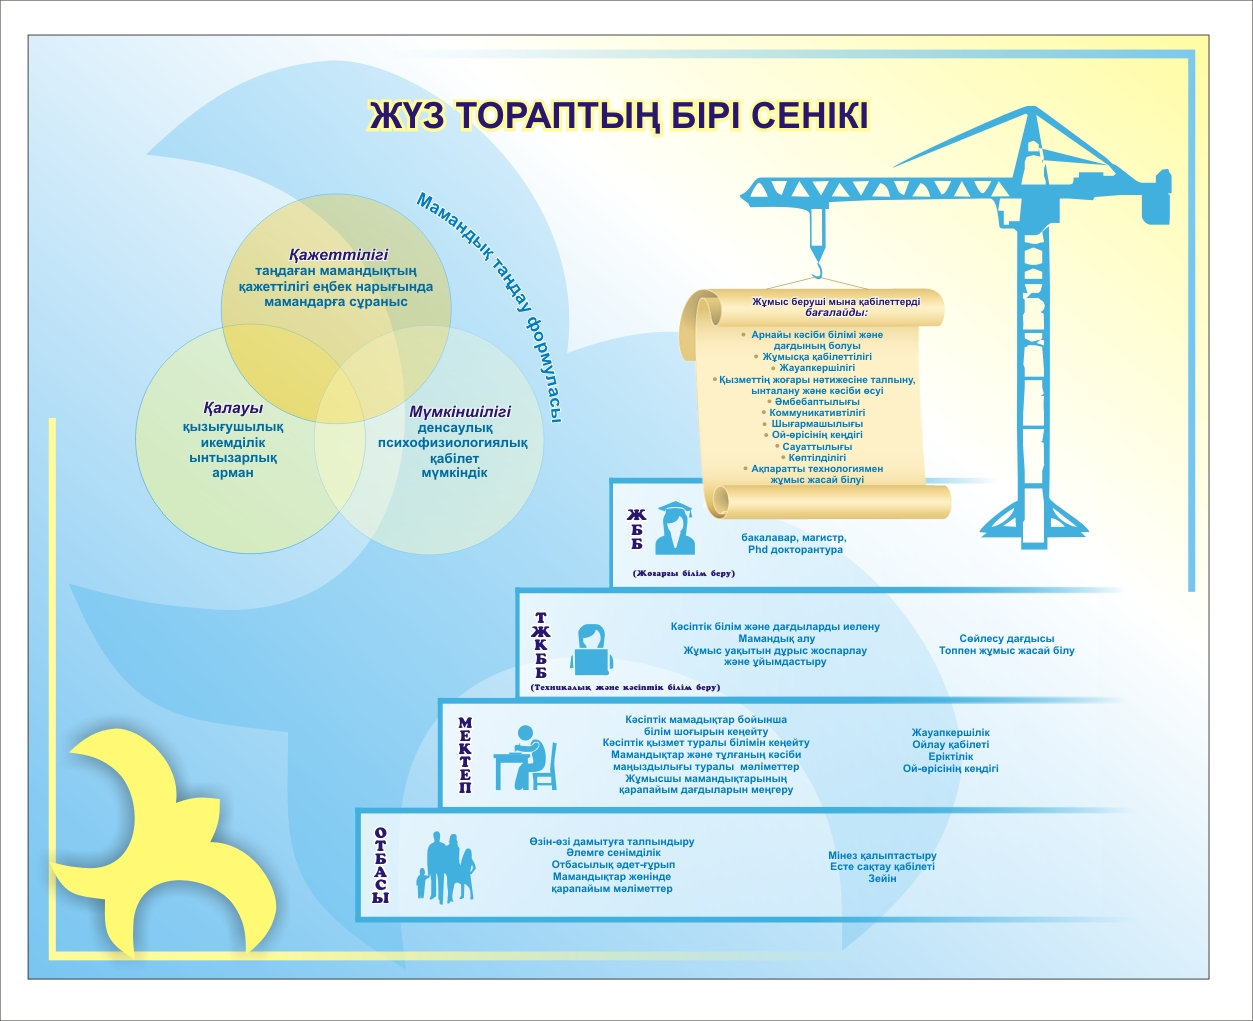 ЖҮЗ ТОРАПТЫҢ БІРІ СЕНІКІ
Мамандық таңдау формуласы
Қажеттілігі
таңдаған мамандықтың
қажеттілігі еңбек нарығында
мамандарға сұраныс
Қалауы
қызығушылық
икемділік
ынтызарлық
арман
Мүмкіншілігі
денсаулық
психофизиологиялық
қабілет
мүмкіндік
Жұмыс беруші мына қабілеттерді
бағалайды:
• Арнайы кәсіби білімі және
дағдының болуы
• Жұмысқа қабілеттілігі
• Жауапкершілігі
• Қызметтің жоғары нәтижесіне талпыну,
ынталану және кәсіби өсуі
• Әмбебаптылығы
• Коммуникативтілігі
• Шығармашылығы
• Ой-өрісінің кеңдігі
• Сауаттылығы
• Көптілділігі
• Ақпаратты технологиямен
жұмыс жасай білуі
ЖББ
бакалавар, магистр,
Phd докторантура
(Жоғарғы білім беру)
ТЖКББ
Кәсіптік білім және дағдыларды иелену
Мамандық алу
Жұмыс уақытын дұрыс жоспарлау
және ұйымдастыру
Сөйлесу дағдысы
Топпен жұмыс жасай білу
(Техникалық және кәсіптік білім беру)
МЕКТЕП
Кәсіптік мамадықтар бойынша
білім шоғырын кеңейту
Кәсіптік қызмет туралы білімін кеңейту
Мамандықтар және тұлғаның кәсіби
маңыздылығы туралы мәліметтер
Жұмысшы мамандықтарының
қарапайым дағдыларын меңгеру
Жауапкершілік
Ойлау қабілеті
Еріктілік
Ой-өрісінің кеңдігі
ОТБАСЫ
Өзін-өзі дамытуға талпындыру
Әлемге сенімділік
Отбасылық әдет-ғұрып
Мамандықтар жөнінде
қарапайым мәліметтер
Мінез қалыптастыру
Есте сақтау қабілеті
Зейін